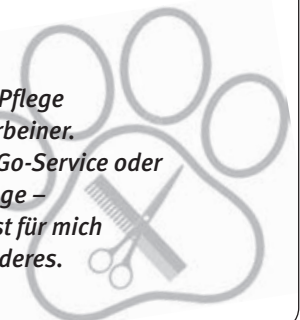 Pflege
rbeiner.
Go-Service oder
ge –
st für mich
deres.